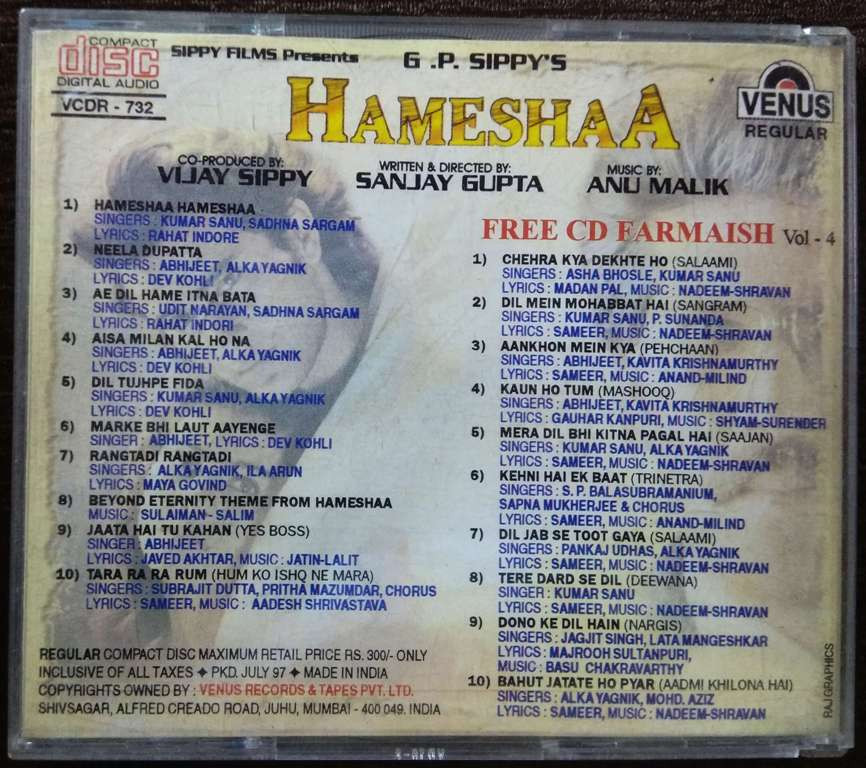 COMPACT
disc
DIGITAL AUDIO
VCDR - 732
SIPPY FILMS Presents
G .P. SIPPY'S
HAMESHAA
VENUS
REGULAR
CO-PRODUCED BY:
VIJAY SIPPY
WRITTEN & DIRECTED BY:
SANJAY GUPTA
MUSIC BY:
ANU MALIK
1) HAMESHAA HAMESHAA
SINGERS : KUMAR SANU, SADHNA SARGAM
LYRICS : RAHAT INDORE
2) NEELA DUPATTA
SINGERS : ABHIJEET, ALKA YAGNIK
LYRICS : DEV KOHLI
3) AE DIL HAME ITNA BATA
SINGERS : UDIT NARAYAN, SADHNA SARGAM
LYRICS : RAHAT INDORI
4) AISA MILAN KAL HO NA
SINGERS : ABHIJEET, ALKA YAGNIK
LYRICS : DEV KOHLI
5) DIL TUJHPE FIDA
SINGERS : KUMAR SANU, ALKA YAGNIK
LYRICS : DEV KOHLI
6) MARKE BHI LAUT AAYENGE
SINGER : ABHIJEET, LYRICS : DEV KOHLI
7) RANGTADI RANGTADI
SINGERS : ALKA YAGNIK, ILA ARUN
LYRICS : MAYA GOVIND
8) BEYOND ETERNITY THEME FROM HAMESHAA
MUSIC : SULAIMAN - SALIM
9) JAATA HAI TU KAHAN (YES BOSS)
SINGER : ABHIJEET
LYRICS : JAVED AKHTAR, MUSIC : JATIN-LALIT
10) TARA RA RA RUM (HUM KO ISHQ NE MARA)
SINGERS : SUBRAJIT DUTTA, PRITHA MAZUMDAR, CHORUS
LYRICS : SAMEER, MUSIC : AADESH SHRIVASTAVA
FREE CD FARMAISH Vol - 4
1) CHEHRA KYA DEKHTE HO (SALAAMI)
SINGERS : ASHA BHOSLE, KUMAR SANU
LYRICS : MADAN PAL, MUSIC : NADEEM-SHRAVAN
2) DIL MEIN MOHABBAT HAI (SANGRAM)
SINGERS : KUMAR SANU, P. SUNANDA
LYRICS : SAMEER, MUSIC : NADEEM-SHRAVAN
3) AANKHON MEIN KYA (PEHCHAAN)
SINGERS : ABHIJEET, KAVITA KRISHNAMURTHY
LYRICS : SAMEER, MUSIC : ANAND-MILIND
4) KAUN HO TUM (MASHOOQ)
SINGERS : ABHIJEET, KAVITA KRISHNAMURTHY
LYRICS : GAUHAR KANPURI, MUSIC : SHYAM-SURENDER
5) MERA DIL BHI KITNA PAGAL HAI (SAAJAN)
SINGERS : KUMAR SANU, ALKA YAGNIK
LYRICS : SAMEER, MUSIC : NADEEM-SHRAVAN
6) KEHNI HAI EK BAAT (TRINETRA)
SINGERS : S. P. BALASUBRAMANIUM,
SAPNA MUKHERJEE & CHORUS
LYRICS : SAMEER, MUSIC : ANAND-MILIND
7) DIL JAB SE TOOT GAYA (SALAAMI)
SINGERS : PANKAJ UDHAS, ALKA YAGNIK
LYRICS : SAMEER, MUSIC : NADEEM-SHRAVAN
8) TERE DARD SE DIL (DEEWANA)
SINGER : KUMAR SANU
LYRICS : SAMEER, MUSIC : NADEEM-SHRAVAN
9) DONO KE DIL HAIN (NARGIS)
SINGERS : JAGJIT SINGH, LATA MANGESHKAR
LYRICS : MAJROOH SULTANPURI,
MUSIC : BASU CHAKRAVARTHY
10) BAHUT JATATE HO PYAR (AADMI KHILONA HAI)
SINGERS : ALKA YAGNIK, MOHD. AZIZ
LYRICS : SAMEER, MUSIC : NADEEM-SHRAVAN
REGULAR COMPACT DISC MAXIMUM RETAIL PRICE RS. 300/- ONLY
INCLUSIVE OF ALL TAXES ✦ PKD. JULY 97 ✦ MADE IN INDIA
COPYRIGHTS OWNED BY : VENUS RECORDS & TAPES PVT. LTD.
SHIVSAGAR, ALFRED CREADO ROAD, JUHU, MUMBAI - 400 049. INDIA
RAJ GRAPHICS